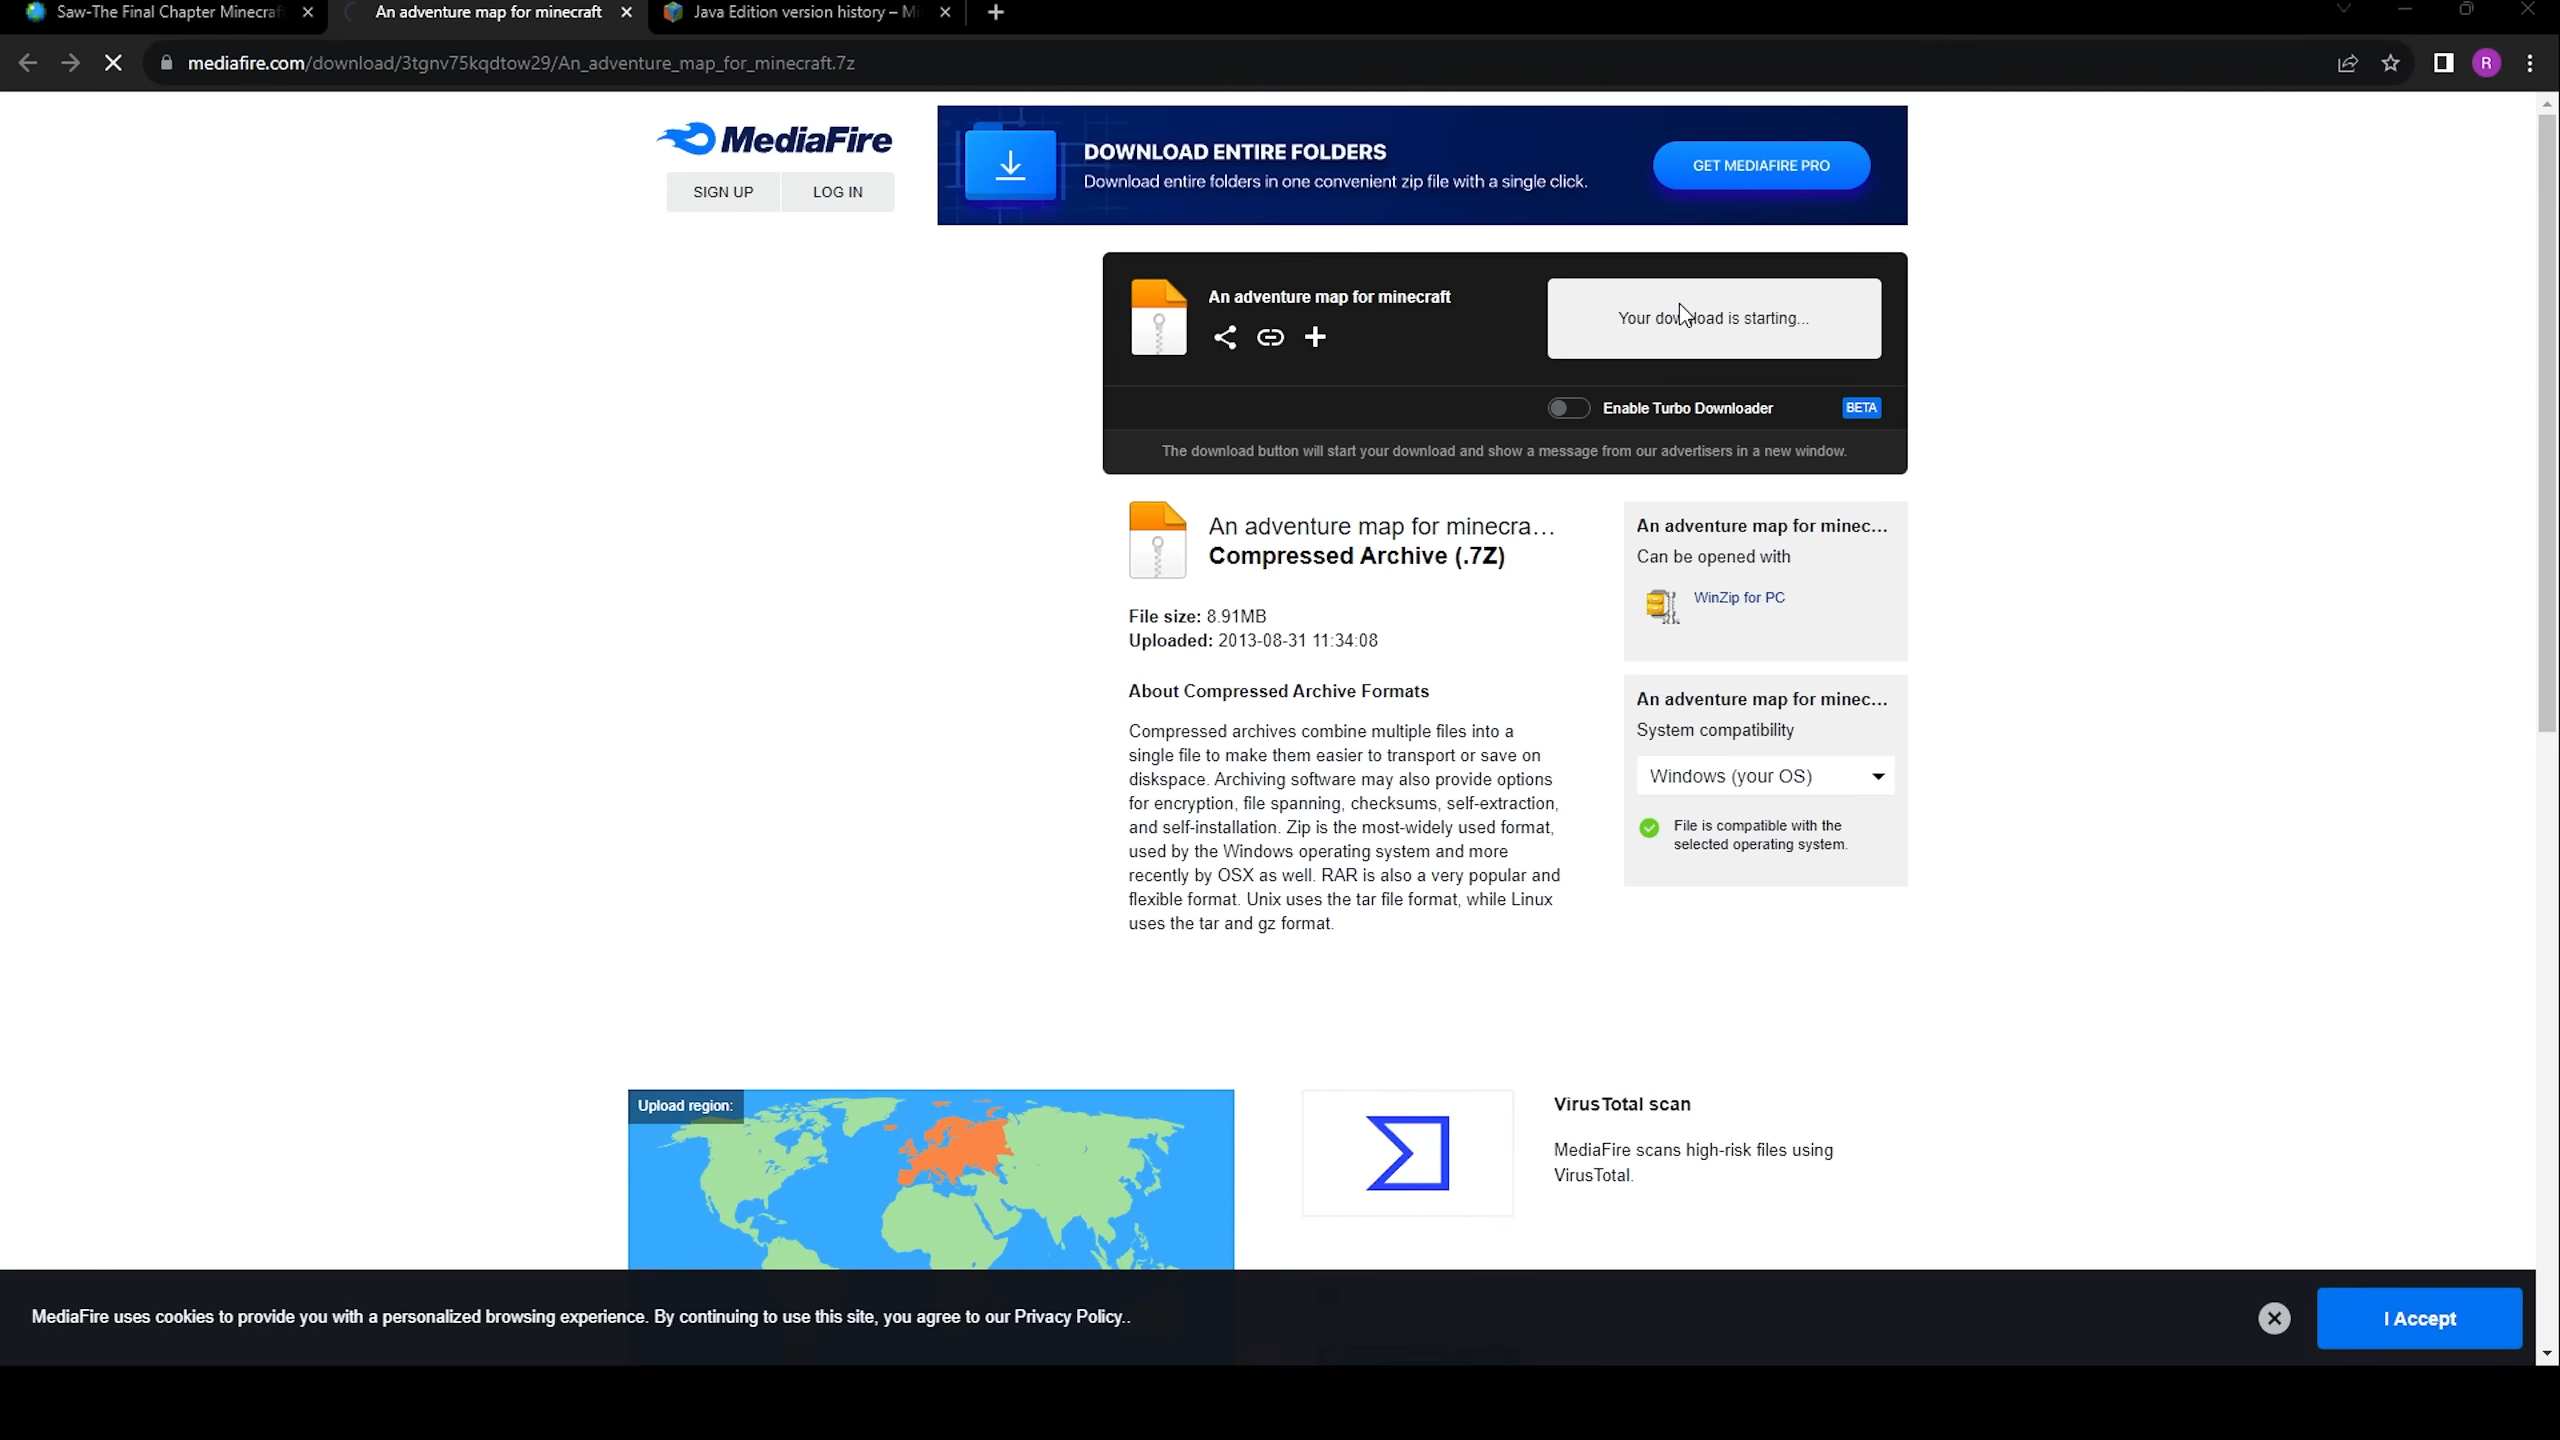 Saw-The Final Chapter Minecraf
An adventure map for minecraft
Java Edition version history – Mi
mediafire.com/download/3tgnv75kqdtow29/An_adventure_map_for_minecraft.7z
R
MediaFire
SIGN UP
LOG IN
DOWNLOAD ENTIRE FOLDERS
Download entire folders in one convenient zip file with a single click.
GET MEDIAFIRE PRO
An adventure map for minecraft
Your download is starting...
Enable Turbo Downloader
BETA
The download button will start your download and show a message from our advertisers in a new window.
An adventure map for minecra...
Compressed Archive (.7Z)
File size: 8.91MB
Uploaded: 2013-08-31 11:34:08
About Compressed Archive Formats
Compressed archives combine multiple files into a
single file to make them easier to transport or save on
diskspace. Archiving software may also provide options
for encryption, file spanning, checksums, self-extraction,
and self-installation. Zip is the most-widely used format,
used by the Windows operating system and more
recently by OSX as well. RAR is also a very popular and
flexible format. Unix uses the tar file format, while Linux
uses the tar and gz format.
An adventure map for minec...
Can be opened with
WinZip for PC
An adventure map for minec...
System compatibility
Windows (your OS)
File is compatible with the
selected operating system.
Upload region:
VirusTotal scan
MediaFire scans high-risk files using
VirusTotal.
MediaFire uses cookies to provide you with a personalized browsing experience. By continuing to use this site, you agree to our Privacy Policy..
I Accept